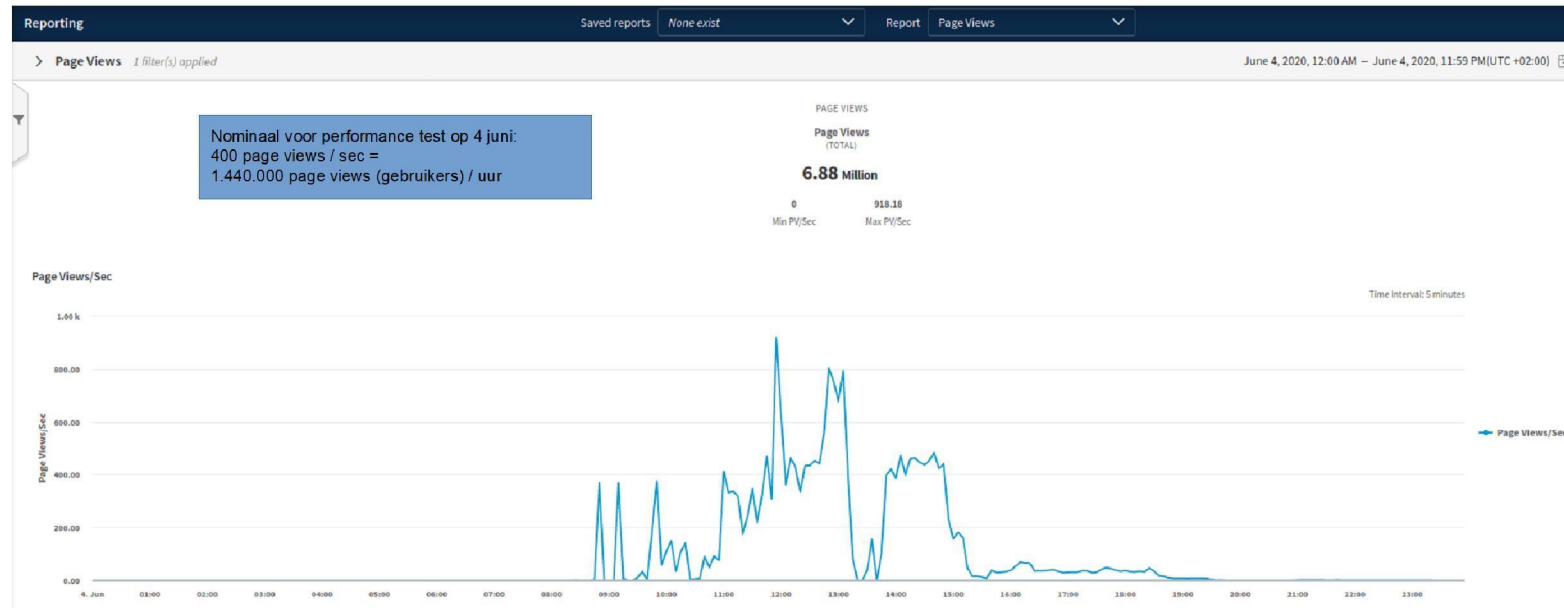 Reporting
Saved reports None exist Report Page Views
Page Views 1 filter(s) applied
June 4, 2020, 12:00 AM — June 4, 2020, 11:59 PM(UTC +02:00)
Nominaal voor performance test op 4 juni:
400 page views / sec =
1.440.000 page views (gebruikers) / uur
PAGE VIEWS
Page Views
(TOTAL)
6.88 Million
0 918.18
Min PV/Sec Max PV/Sec
Page Views/Sec
Time Interval: 5 minutes
1.00 k
800.00
600.00
400.00
200.00
0.00
Page Views/Sec
Page Views/Se
4. Jun 01:00 02:00 03:00 04:00 05:00 06:00 07:00 08:00 09:00 10:00 11:00 12:00 13:00 14:00 15:00 16:00 17:00 18:00 19:00 20:00 21:00 22:00 23:00